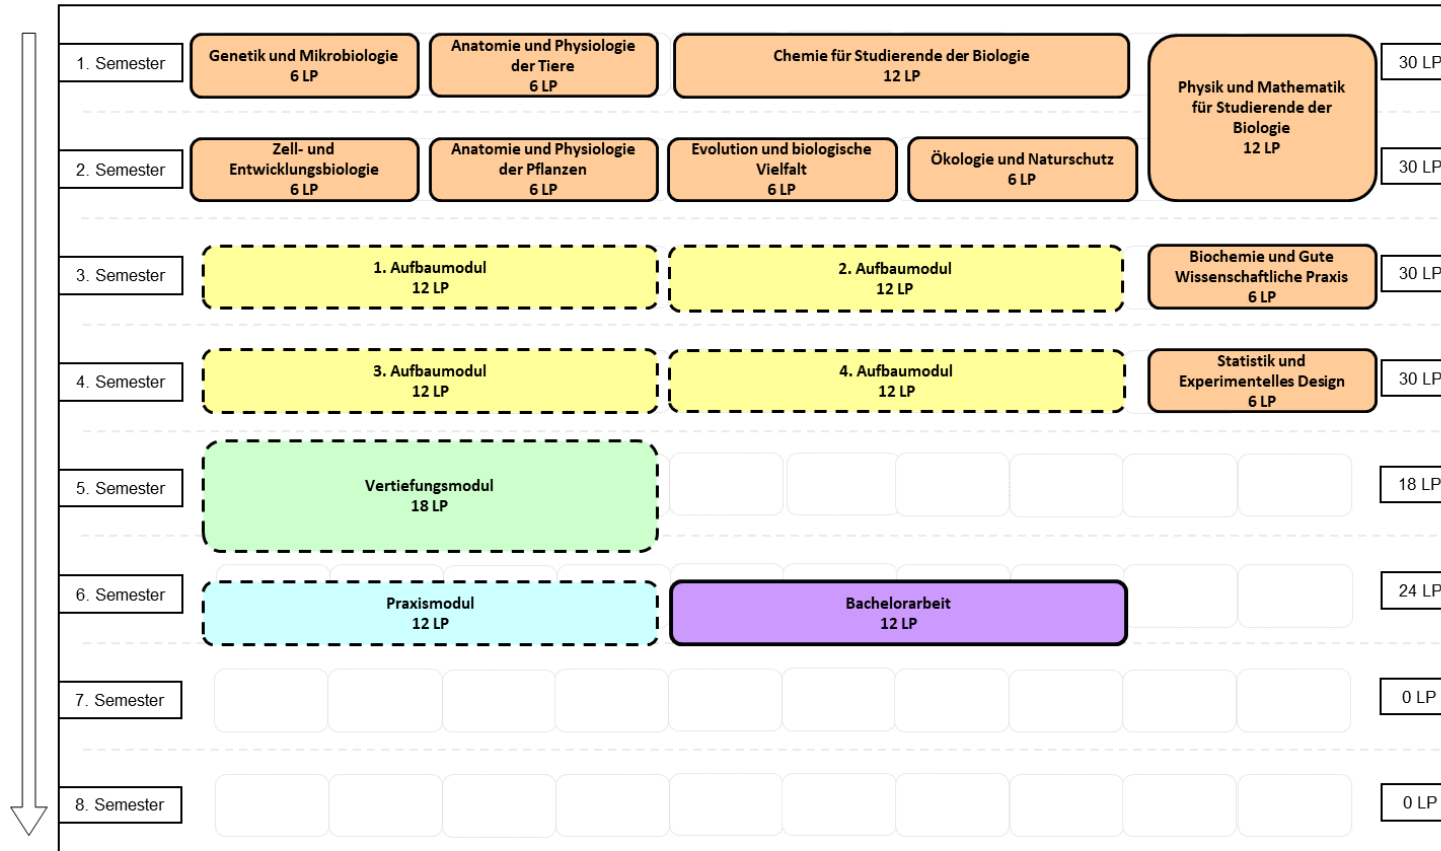 1. Semester
Genetik und Mikrobiologie
6 LP
Anatomie und Physiologie
der Tiere
6 LP
Chemie für Studierende der Biologie
12 LP
Physik und Mathematik
für Studierende der
Biologie
12 LP
30 LP
2. Semester
Zell- und
Entwicklungsbiologie
6 LP
Anatomie und Physiologie
der Pflanzen
6 LP
Evolution und biologische
Vielfalt
6 LP
Ökologie und Naturschutz
6 LP
30 LP
3. Semester
1. Aufbaumodul
12 LP
2. Aufbaumodul
12 LP
Biochemie und Gute
Wissenschaftliche Praxis
6 LP
30 LP
4. Semester
3. Aufbaumodul
12 LP
4. Aufbaumodul
12 LP
Statistik und
Experimentelles Design
6 LP
30 LP
5. Semester
Vertiefungsmodul
18 LP
18 LP
6. Semester
Praxismodul
12 LP
Bachelorarbeit
12 LP
24 LP
7. Semester
0 LP
8. Semester
0 LP